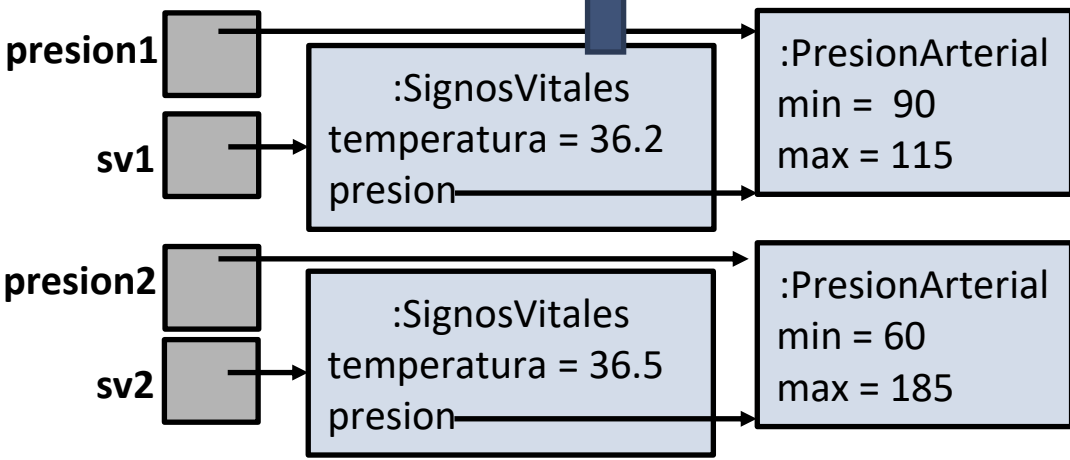 presion1
:SignosVitales
temperatura = 36.2
presion
:PresionArterial
min =  90
max = 115
sv1
presion2
:SignosVitales
temperatura = 36.5
presion
:PresionArterial
min = 60
max = 185
sv2